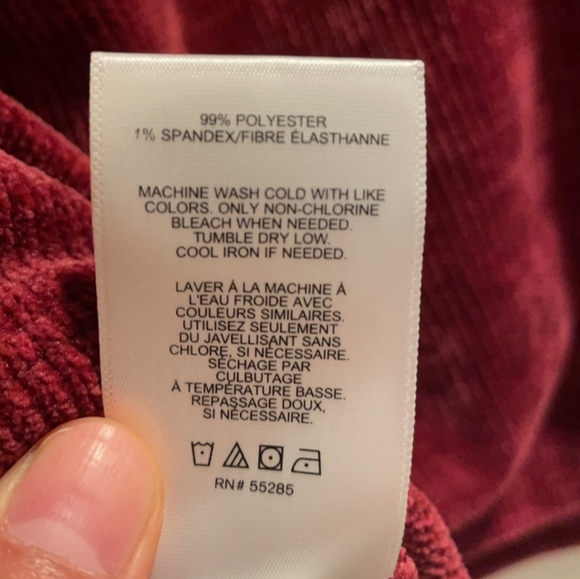 99% POLYESTER
1% SPANDEX/FIBRE ÉLASTHANNE
MACHINE WASH COLD WITH LIKE
COLORS. ONLY NON-CHLORINE
BLEACH WHEN NEEDED.
TUMBLE DRY LOW.
COOL IRON IF NEEDED.
LAVER À LA MACHINE À
L'EAU FROIDE AVEC
COULEURS SIMILAIRES.
UTILISEZ SEULEMENT
DU JAVELLISANT SANS
CHLORE, SI NÉCESSAIRE.
SÉCHAGE PAR
CULBUTAGE
À TEMPÉRATURE BASSE.
REPASSAGE DOUX,
SI NÉCESSAIRE.
RN# 55285